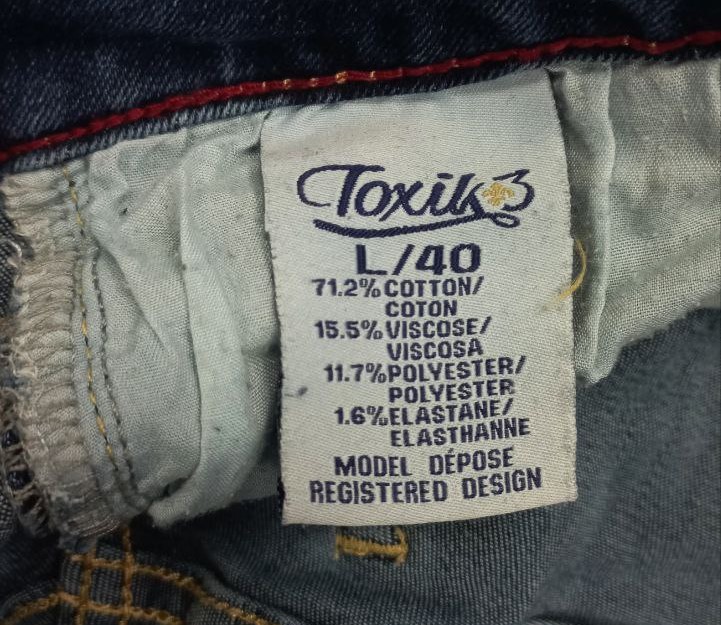 Toxik3
L/40
71.2% COTTON/
COTON
15.5% VISCOSE/
VISCOSA
11.7% POLYESTER/
POLYESTER
1.6% ELASTANE/
ELASTHANNE
MODEL DÉPOSE
REGISTERED DESIGN